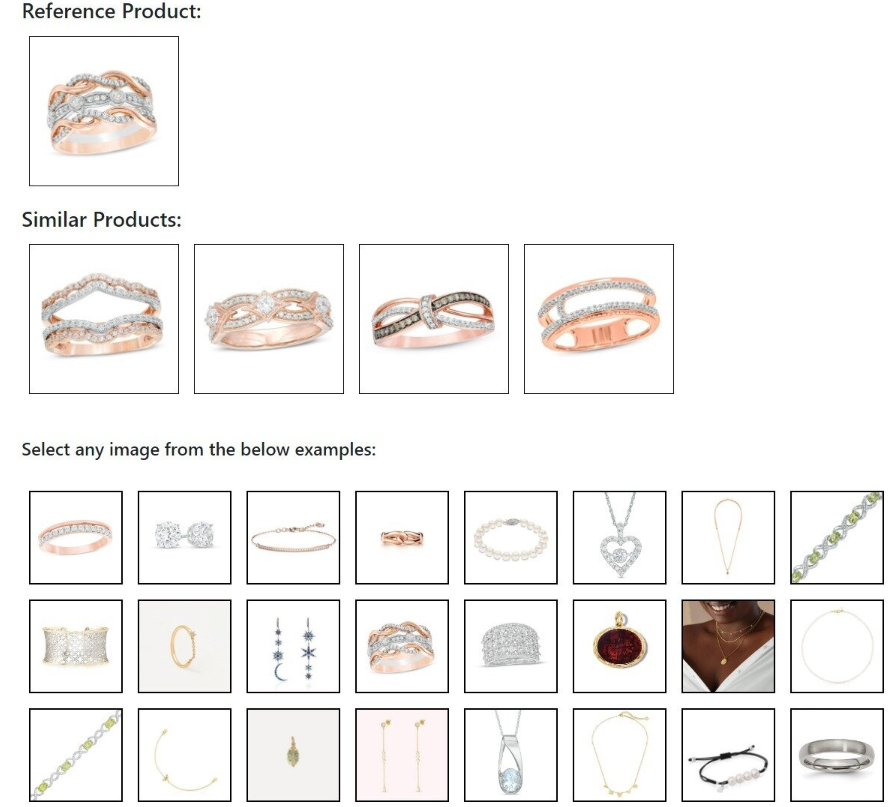 Reference Product:
Similar Products:
Select any image from the below examples: